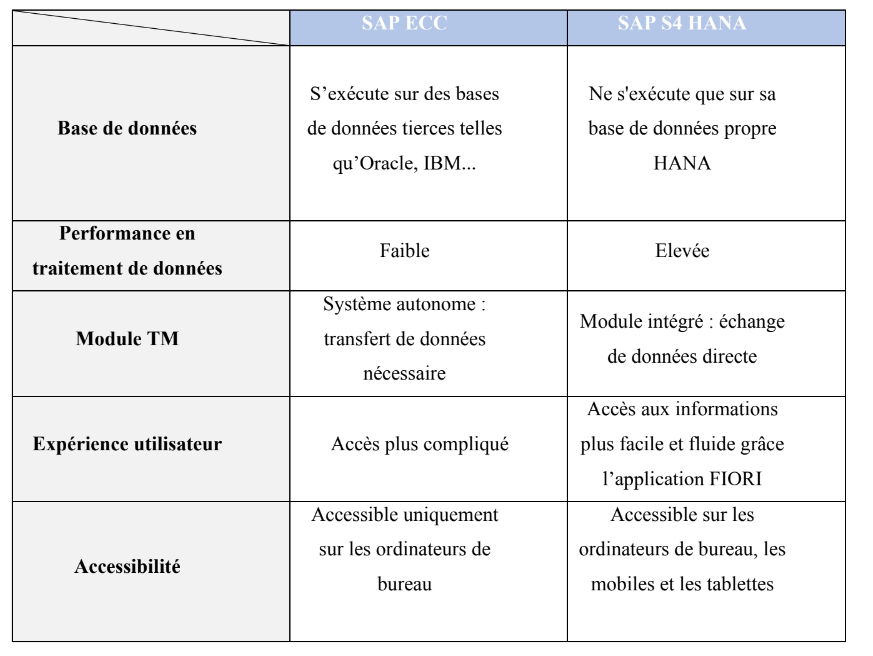 SAP ECC
SAP S4 HANA
Base de données
S’exécute sur des bases
de données tierces telles
qu’Oracle, IBM...
Ne s'exécute que sur sa
base de données propre
HANA
Performance en
traitement de données
Faible
Elevée
Module TM
Système autonome :
transfert de données
nécessaire
Module intégré : échange
de données directe
Expérience utilisateur
Accès plus compliqué
Accès aux informations
plus facile et fluide grâce
l’application FIORI
Accessibilité
Accessible uniquement
sur les ordinateurs de
bureau
Accessible sur les
ordinateurs de bureau, les
mobiles et les tablettes